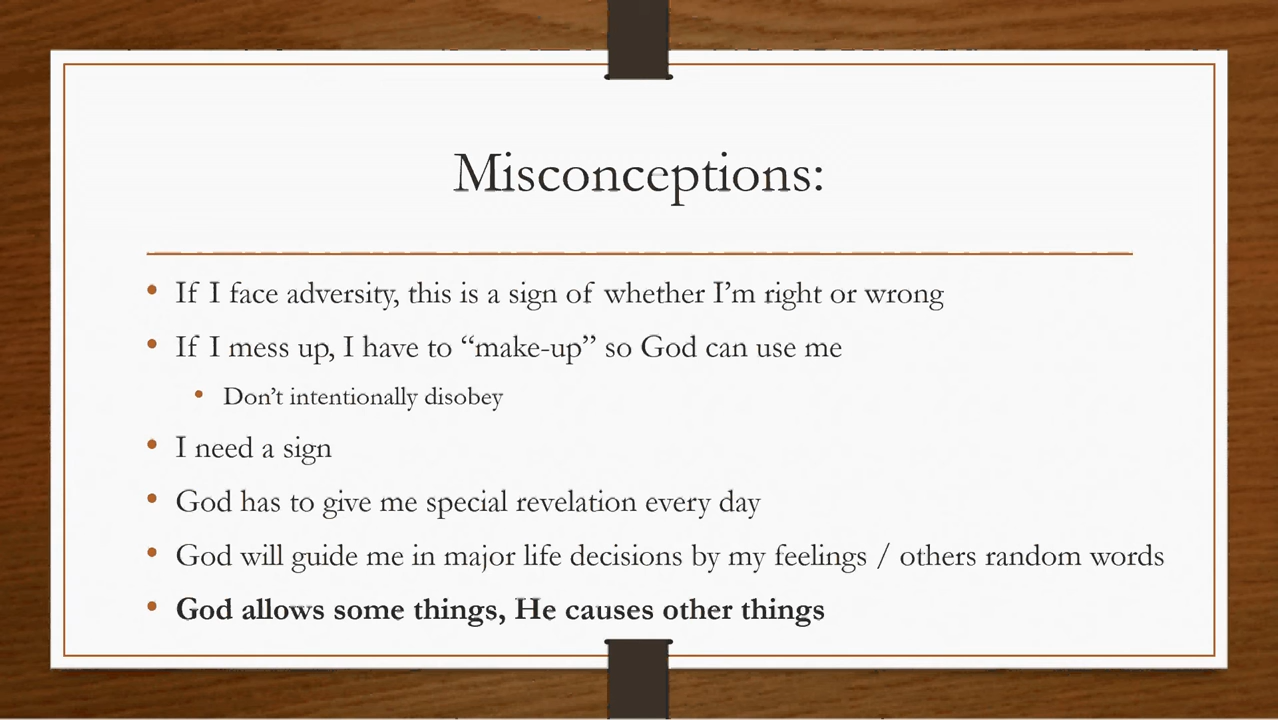 Misconceptions:
• If I face adversity, this is a sign of whether I'm right or wrong
• If I mess up, I have to “make-up” so God can use me
• Don't intentionally disobey
• I need a sign
• God has to give me special revelation every day
• God will guide me in major life decisions by my feelings / others random words
• God allows some things, He causes other things